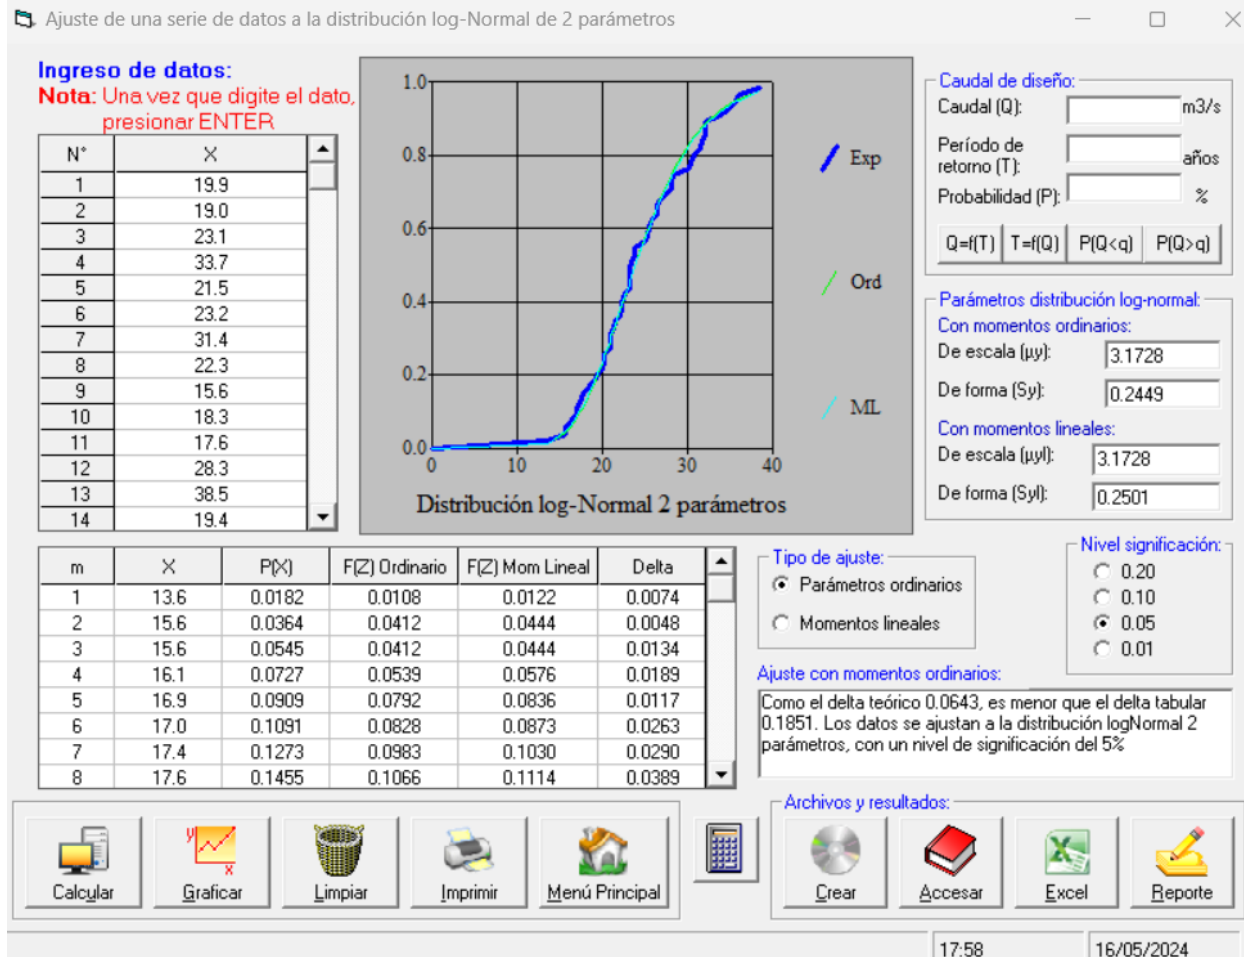 Ajuste de una serie de datos a la distribución log-Normal de 2 parámetros
Ingreso de datos:
Nota: Una vez que digite el dato,
presionar ENTER
N° X
1 19.9
2 19.0
3 23.1
4 33.7
5 21.5
6 23.2
7 31.4
8 22.3
9 15.6
10 18.3
11 17.6
12 28.3
13 38.5
14 19.4
1.0
0.8
0.6
0.4
0.2
0.0
0 10 20 30 40
Distribución log-Normal 2 parámetros
Exp
Ord
ML
Caudal de diseño:
Caudal (Q): m3/s
Período de
retorno (T): años
Probabilidad (P): %
Q=f(T) T=f(Q) P(Q<q) P(Q>q)
Parámetros distribución log-normal:
Con momentos ordinarios:
De escala (µy): 3.1728
De forma (Sy): 0.2449
Con momentos lineales:
De escala (µyl): 3.1728
De forma (Syl): 0.2501
m X P(X) F(Z) Ordinario F(Z) Mom Lineal Delta
1 13.6 0.0182 0.0108 0.0122 0.0074
2 15.6 0.0364 0.0412 0.0444 0.0048
3 15.6 0.0545 0.0412 0.0444 0.0134
4 16.1 0.0727 0.0539 0.0576 0.0189
5 16.9 0.0909 0.0792 0.0836 0.0117
6 17.0 0.1091 0.0828 0.0873 0.0263
7 17.4 0.1273 0.0983 0.1030 0.0290
8 17.6 0.1455 0.1066 0.1114 0.0389
Tipo de ajuste:
Parámetros ordinarios
Momentos lineales
Nivel significación:
0.20
0.10
0.05
0.01
Ajuste con momentos ordinarios:
Como el delta teórico 0.0643, es menor que el delta tabular
0.1851. Los datos se ajustan a la distribución logNormal 2
parámetros, con un nivel de significación del 5%
Calcular Graficar Limpiar Imprimir Menú Principal
Archivos y resultados:
Crear Accesar Excel Reporte
17:58 16/05/2024